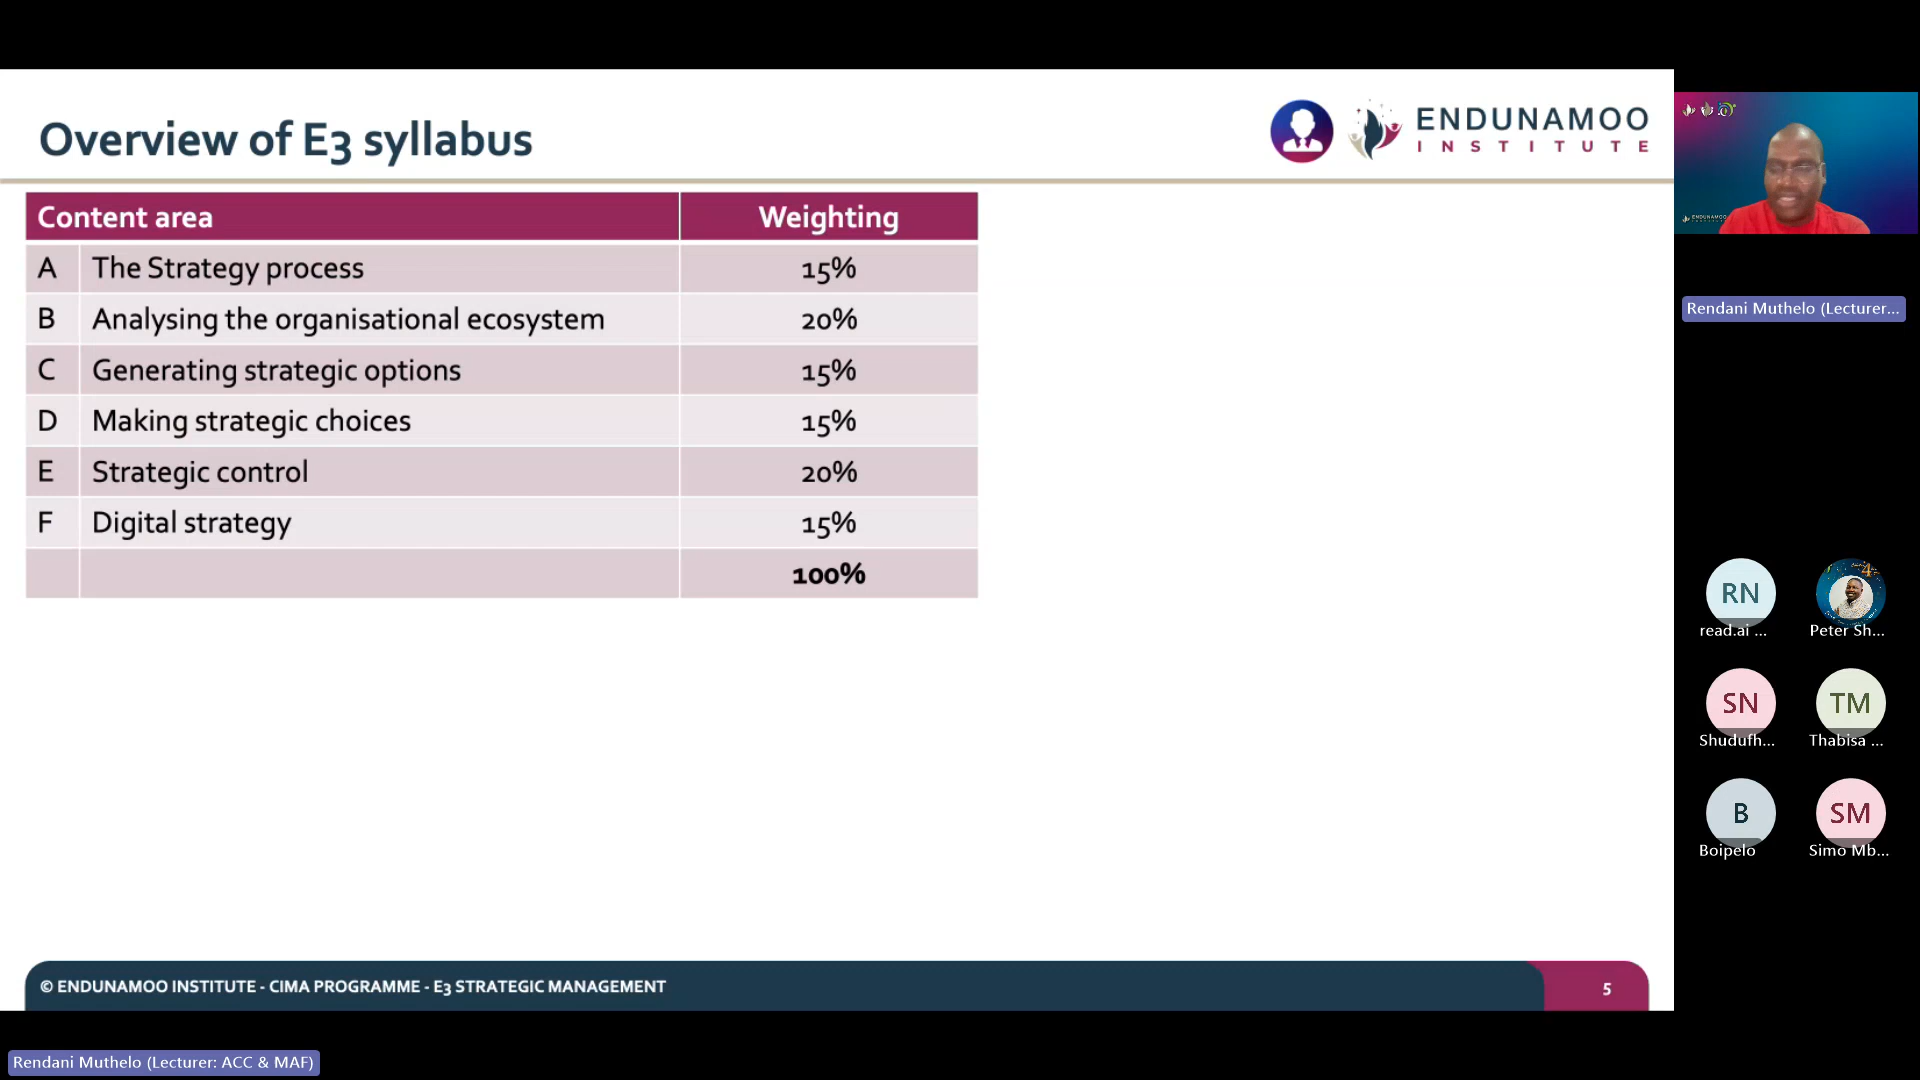 Overview of E3 syllabus
ENDUNAMOO
INSTITUTE
Content area Weighting
A The Strategy process 15%
B Analysing the organisational ecosystem 20%
C Generating strategic options 15%
D Making strategic choices 15%
E Strategic control 20%
F Digital strategy 15%
100%
© ENDUNAMOO INSTITUTE - CIMA PROGRAMME - E3 STRATEGIC MANAGEMENT
5
Rendani Muthelo (Lecturer: ACC & MAF)
ENDUNAMOO
Rendani Muthelo (Lecturer...
RN
read.ai ...
Peter Sh...
SN
Shudufh...
TM
Thabisa ...
B
Boipelo
SM
Simo Mb...